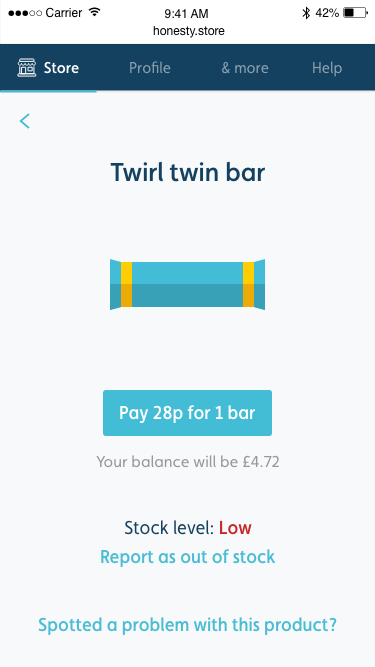 Carrier 9:41 AM 42%
honesty.store
Store Profile & more Help
Twirl twin bar
Pay 28p for 1 bar
Your balance will be £4.72
Stock level: Low
Report as out of stock
Spotted a problem with this product?